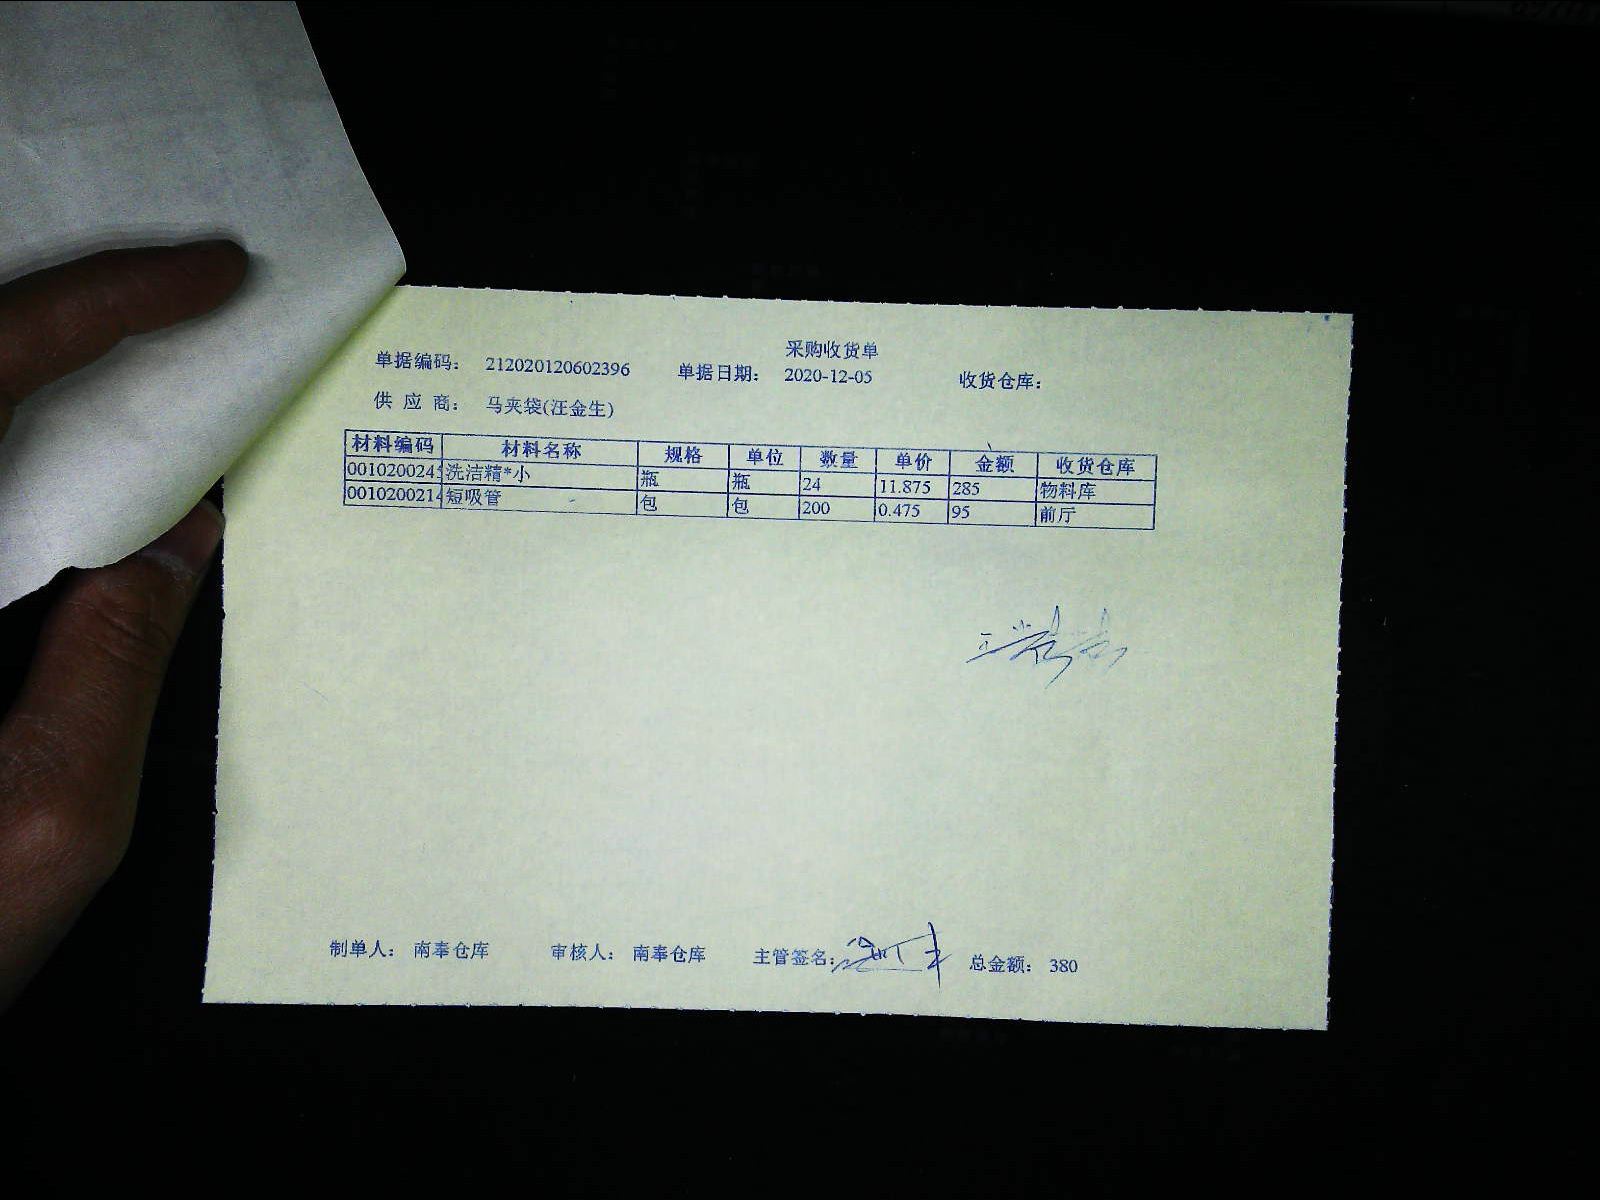 采购收货单
单据编码： 212020120602396 单据日期： 2020-12-05 收货仓库：
供 应 商： 马夹袋(汪金生)
材料编码 材料名称 规格 单位 数量 单价 金额 收货仓库
001020024 洗洁精*小 瓶 瓶 24 11.875 285 物料库
0010200214 短吸管 包 包 200 0.475 95 前厅
制单人： 南奉仓库 审核人： 南奉仓库 主管签名： 总金额： 380